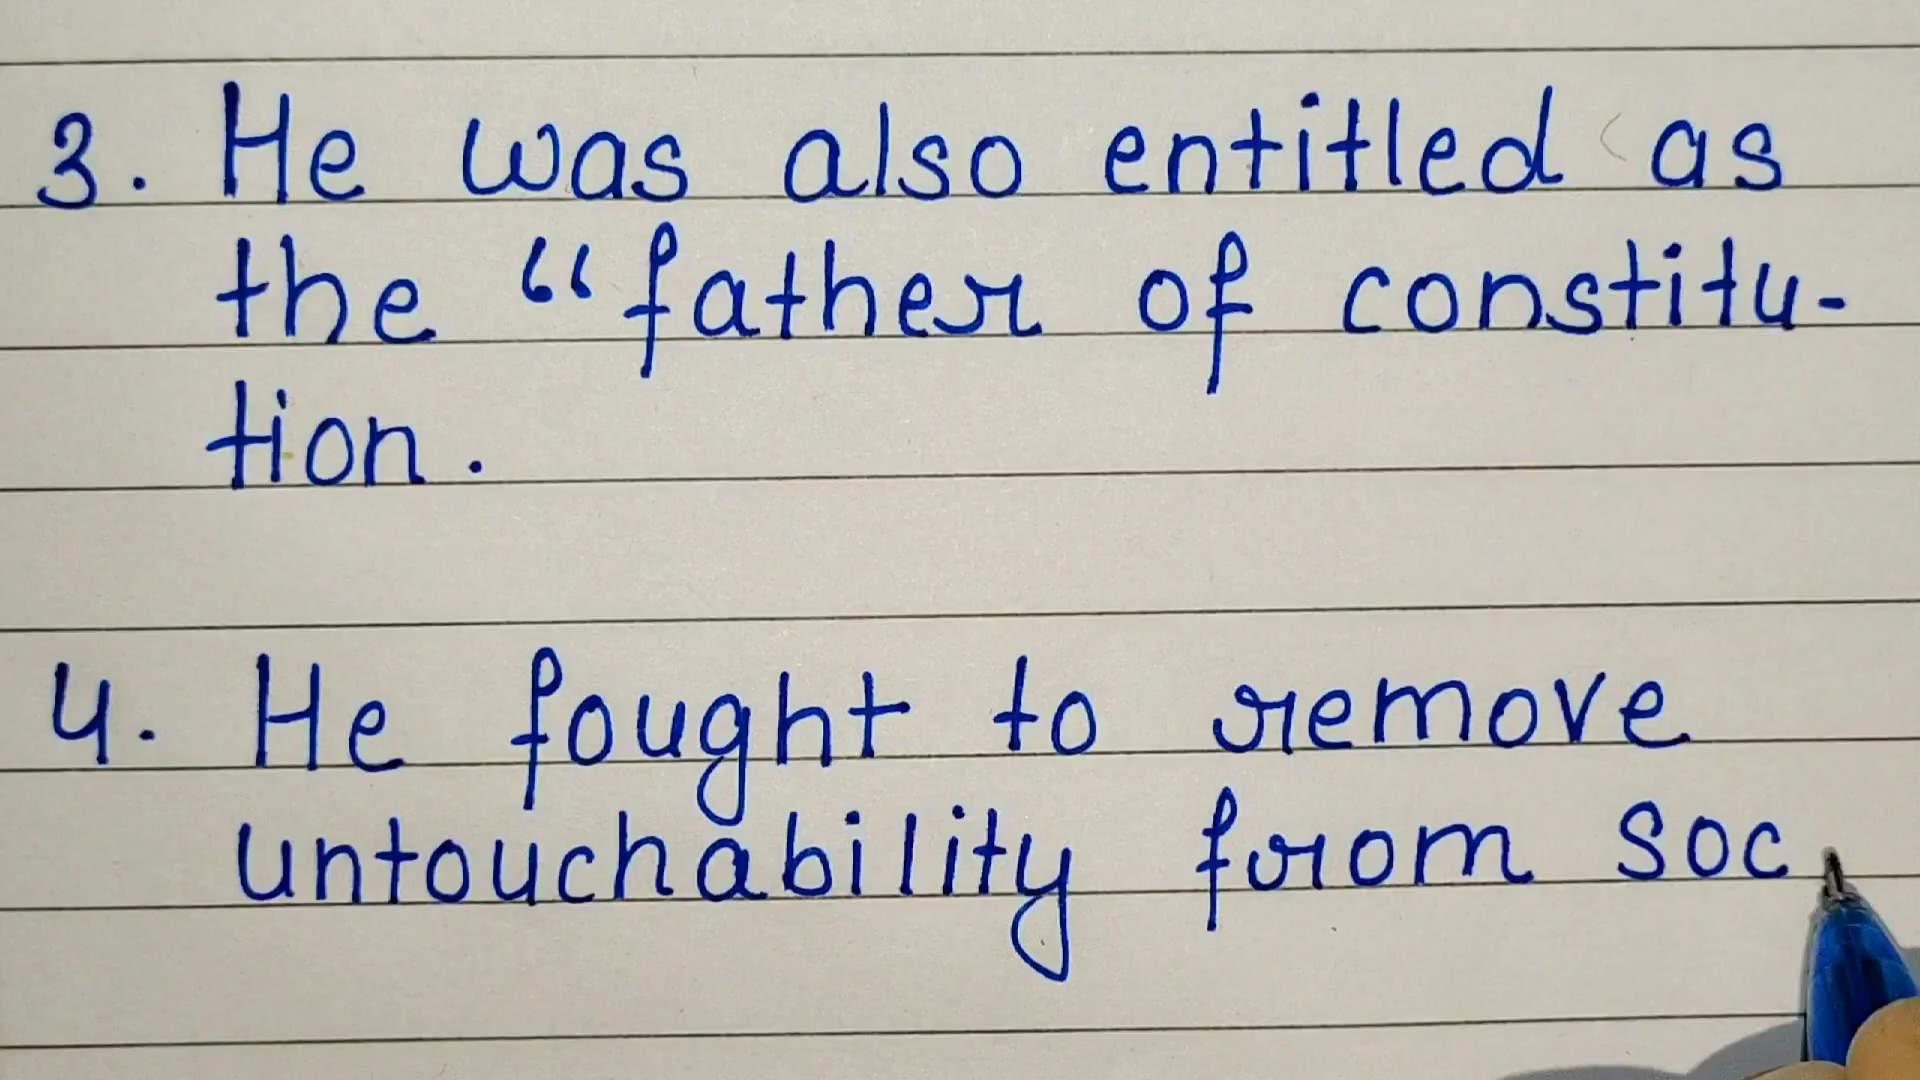 3. He was also entitled as
the “father of constitu-
tion.
4. He fought to remove
untouchability from soc